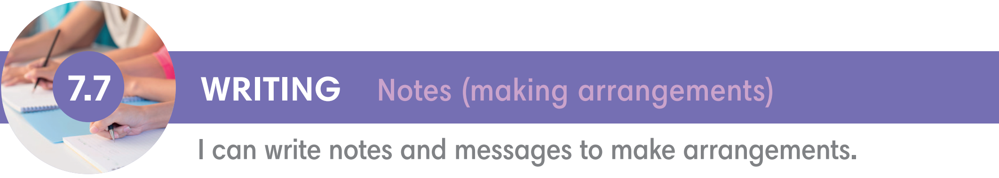 7.7 WRITING Notes (making arrangements)
I can write notes and messages to make arrangements.